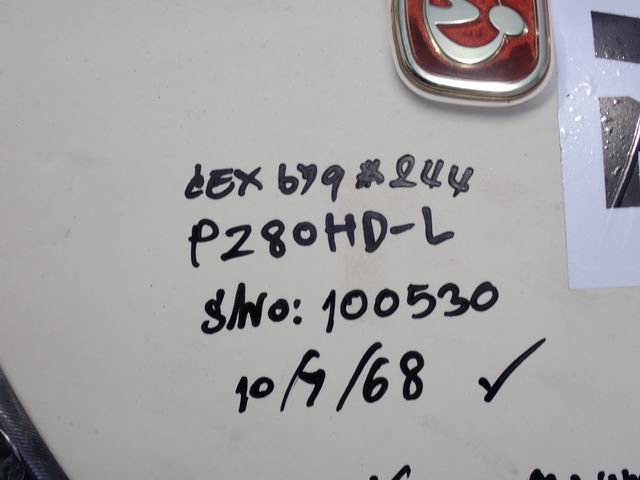 LEX 679 # 244
PZ80HD-L
S/No: 100530
10/9/68 ✓